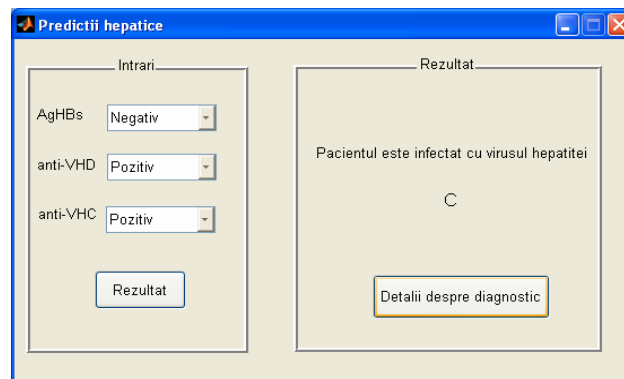 Predictii hepatice
Intrari
AgHBs
Negativ
anti-VHD
Pozitiv
anti-VHC
Pozitiv
Rezultat
Rezultat
Pacientul este infectat cu virusul hepatitei
C
Detalii despre diagnostic